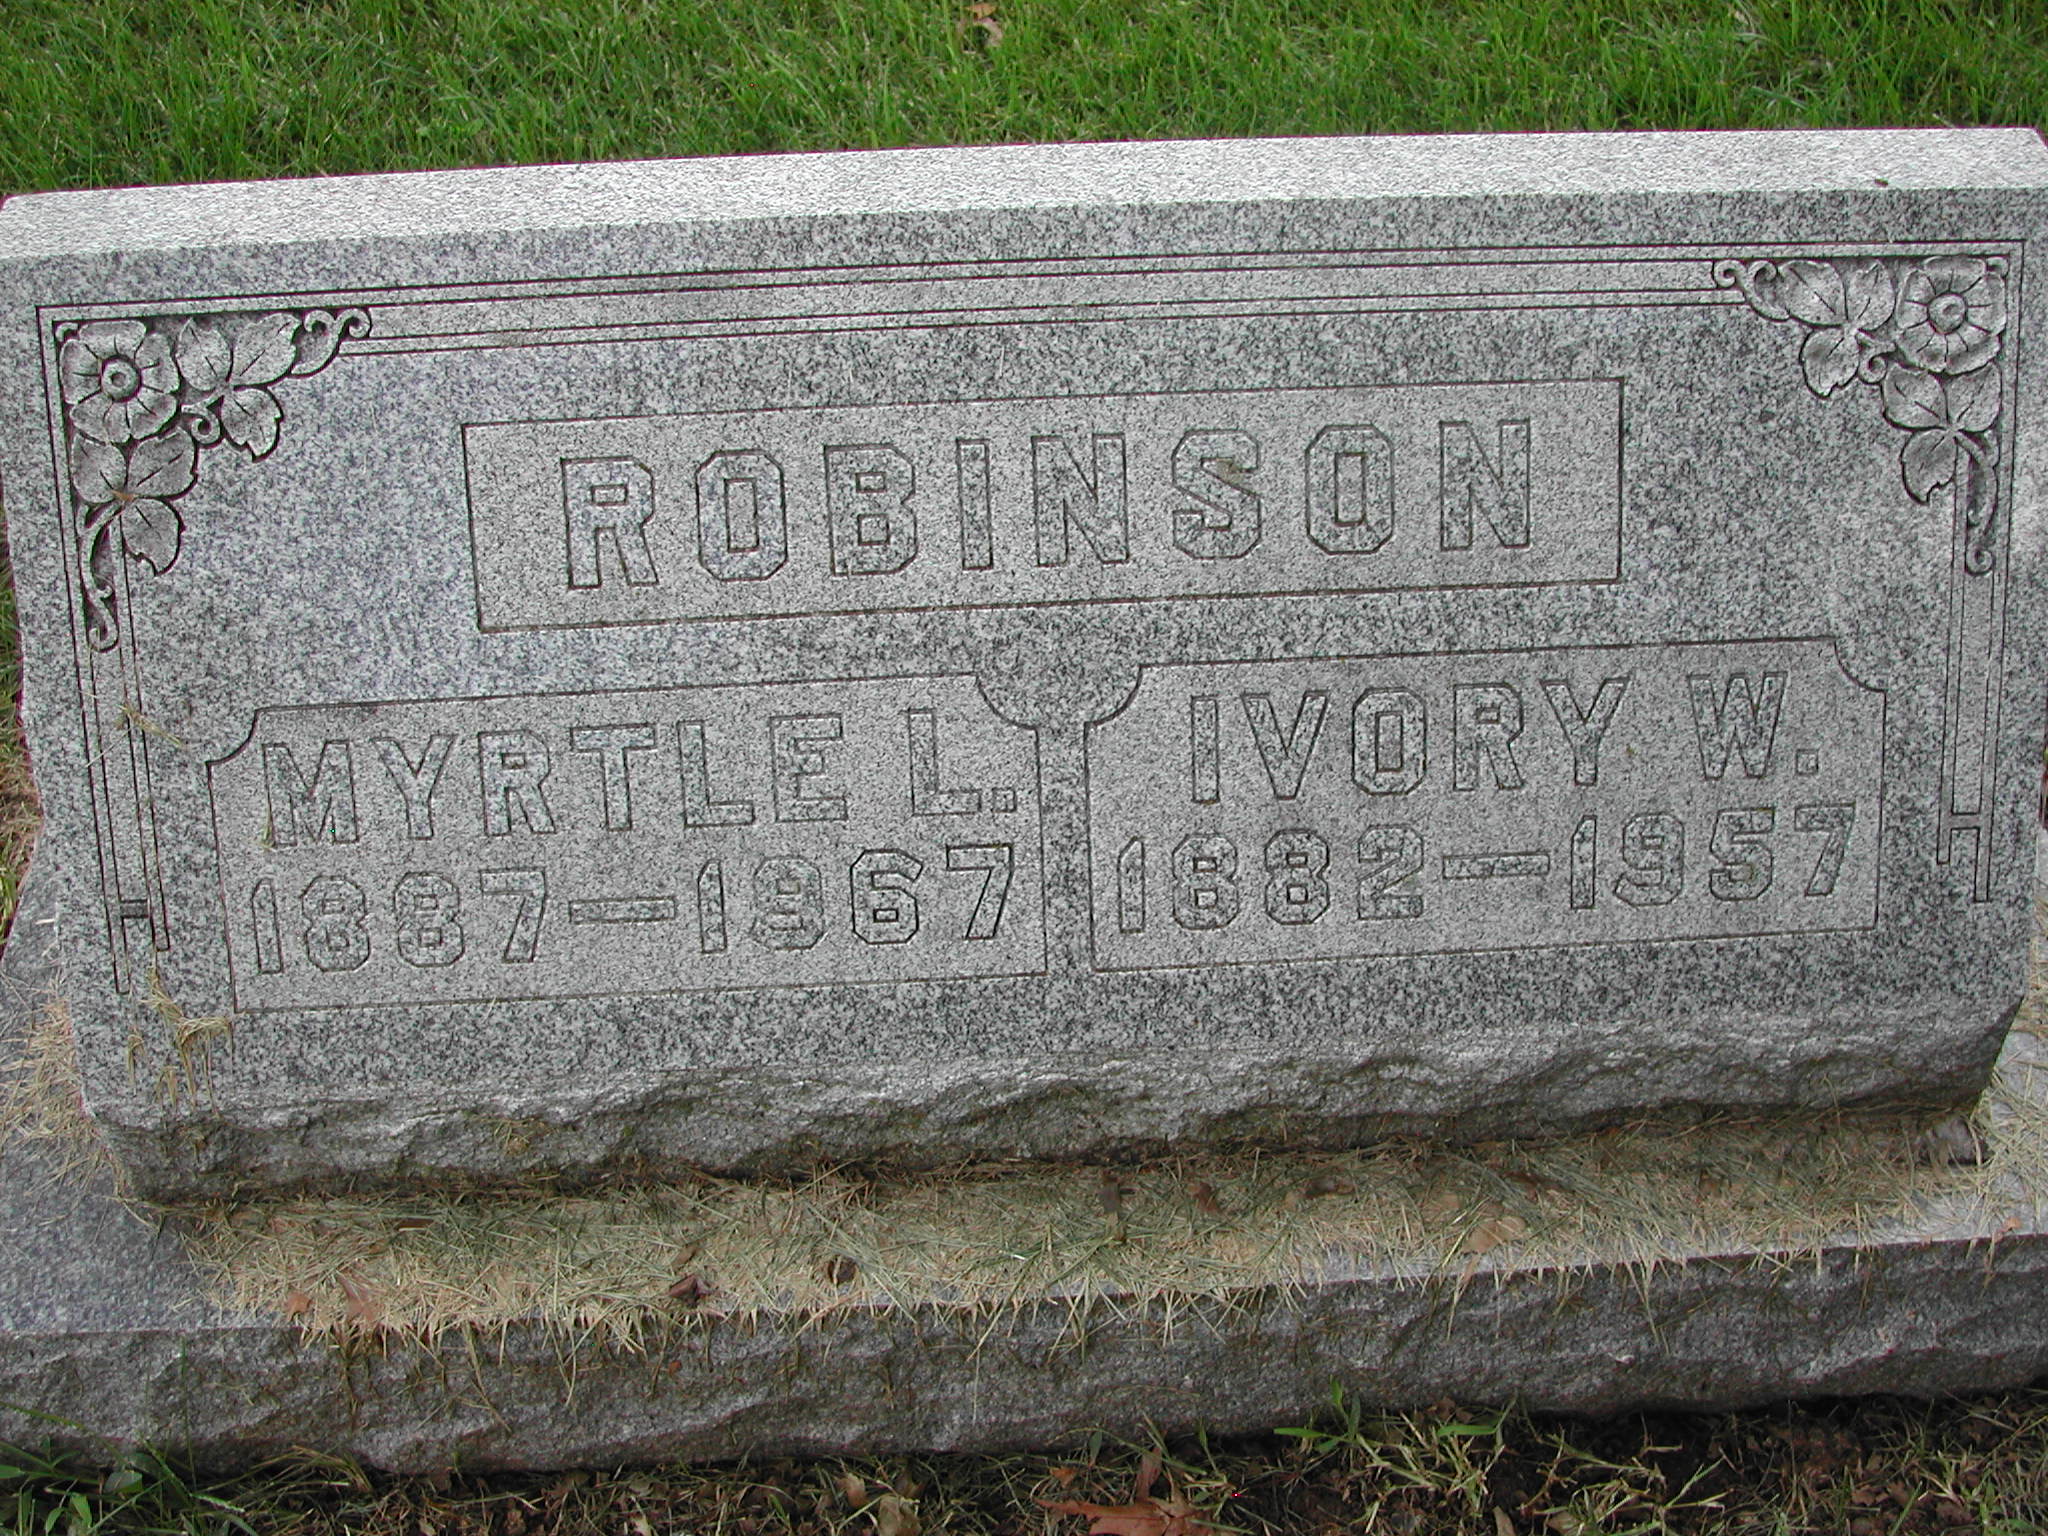 ROBINSON
MYRTLE L.
1887-1967
IVORY W.
1882-1957